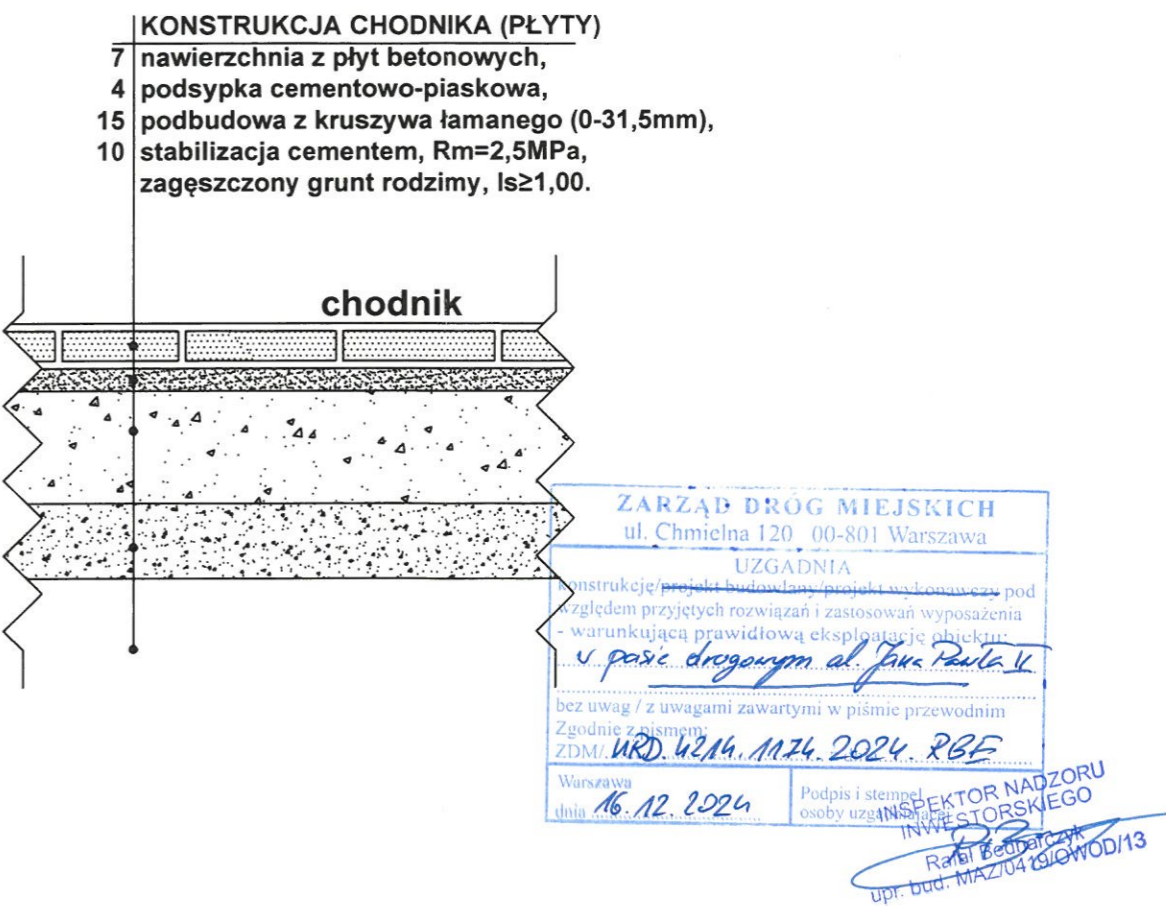 KONSTRUKCJA CHODNIKA (PŁYTY)
7 nawierzchnia z płyt betonowych,
4 podsypka cementowo-piaskowa,
15 podbudowa z kruszywa łamanego (0-31,5mm),
10 stabilizacja cementem, Rm=2,5MPa,
zagęszczony grunt rodzimy, Is≥1,00.
chodnik
ZARZĄD DRÓG MIEJSKICH
ul. Chmielna 120 00-801 Warszawa
UZGADNIA
konstrukcję/projekt budowlany/projekt wykonawczy pod
względem przyjętych rozwiązań i zastosowań wyposażenia
- warunkującą prawidłową eksploatację obiektu:
w pasie drogowym al. Jana Pawła II
bez uwag / z uwagami zawartymi w piśmie przewodnim
Zgodnie z pismem:
ZDM/. URD. 4214. 1174. 2024. RBE
Warszawa
dnia 16. 12. 2024
Podpis i stempel
osoby uzgadniającej
INSPEKTOR NADZORU
INWESTORSKIEGO
Rafał Bednarczyk
upr. bud. MAZ/0419/OWOD/13